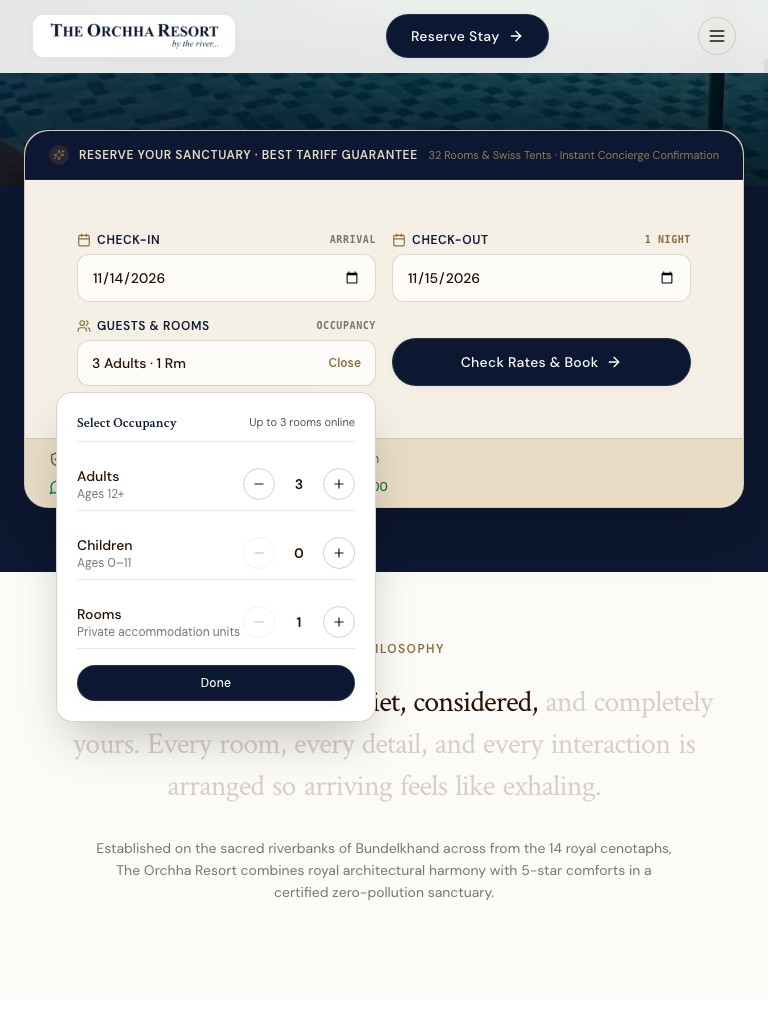 THE ORCHHA RESORT
by the river...
Reserve Stay
RESERVE YOUR SANCTUARY · BEST TARIFF GUARANTEE
32 Rooms & Swiss Tents · Instant Concierge Confirmation
CHECK-IN
ARRIVAL
CHECK-OUT
1 NIGHT
11/14/2026
11/15/2026
GUESTS & ROOMS
OCCUPANCY
3 Adults · 1 Rm
Close
Check Rates & Book
Select Occupancy
Up to 3 rooms online
Adults
Ages 12+
3
Children
Ages 0–11
0
Rooms
Private accommodation units
1
Done
considered, and completely
yours. Every room, every detail, and every interaction is
arranged so arriving feels like exhaling.
Established on the sacred riverbanks of Bundelkhand across from the 14 royal cenotaphs,
The Orchha Resort combines royal architectural harmony with 5-star comforts in a
certified zero-pollution sanctuary.